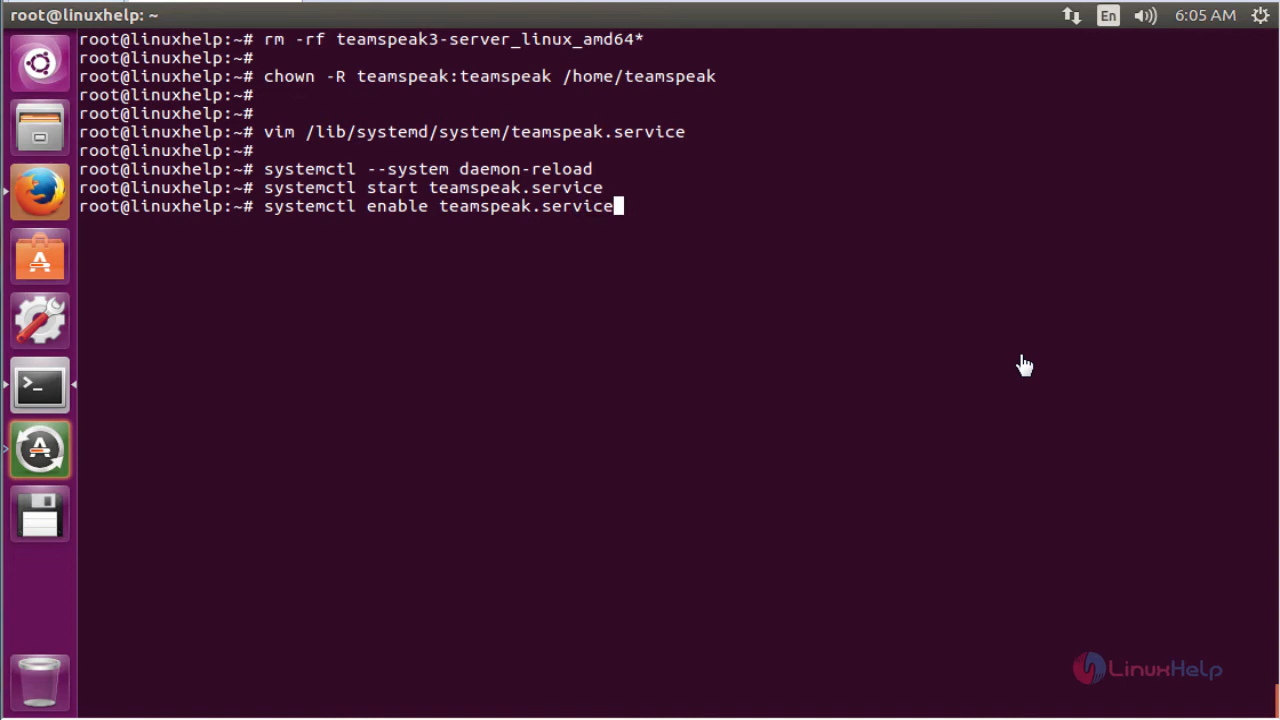 root@linuxhelp: ~
En
6:05 AM
root@linuxhelp:~# rm -rf teamspeak3-server_linux_amd64*
root@linuxhelp:~#
root@linuxhelp:~# chown -R teamspeak:teamspeak /home/teamspeak
root@linuxhelp:~#
root@linuxhelp:~#
root@linuxhelp:~# vim /lib/systemd/system/teamspeak.service
root@linuxhelp:~#
root@linuxhelp:~# systemctl --system daemon-reload
root@linuxhelp:~# systemctl start teamspeak.service
root@linuxhelp:~# systemctl enable teamspeak.service
LinuxHelp